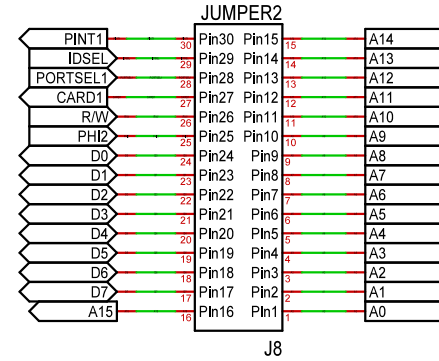 JUMPER2
PINT1 30 Pin30 Pin15 15 A14
IDSEL 29 Pin29 Pin14 14 A13
PORTSEL1 28 Pin28 Pin13 13 A12
CARD1 27 Pin27 Pin12 12 A11
R/W 26 Pin26 Pin11 11 A10
PHI2 25 Pin25 Pin10 10 A9
D0 24 Pin24 Pin9 9 A8
D1 23 Pin23 Pin8 8 A7
D2 22 Pin22 Pin7 7 A6
D3 21 Pin21 Pin6 6 A5
D4 20 Pin20 Pin5 5 A4
D5 19 Pin19 Pin4 4 A3
D6 18 Pin18 Pin3 3 A2
D7 17 Pin17 Pin2 2 A1
A15 16 Pin16 Pin1 1 A0
J8